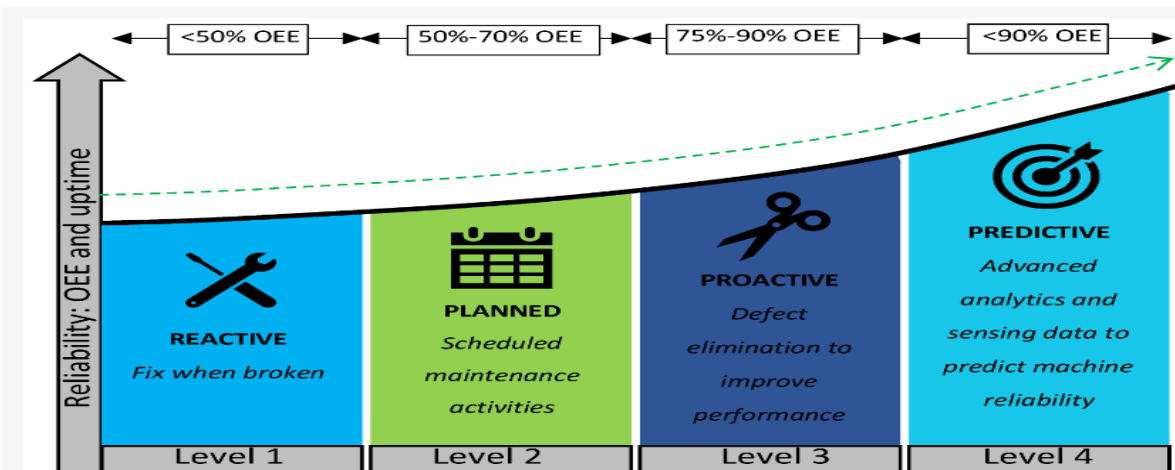 <50% OEE
50%-70% OEE
75%-90% OEE
<90% OEE
Reliability: OEE and uptime
REACTIVE
Fix when broken
PLANNED
Scheduled
maintenance
activities
PROACTIVE
Defect
elimination to
improve
performance
PREDICTIVE
Advanced
analytics and
sensing data to
predict machine
reliability
Level 1
Level 2
Level 3
Level 4